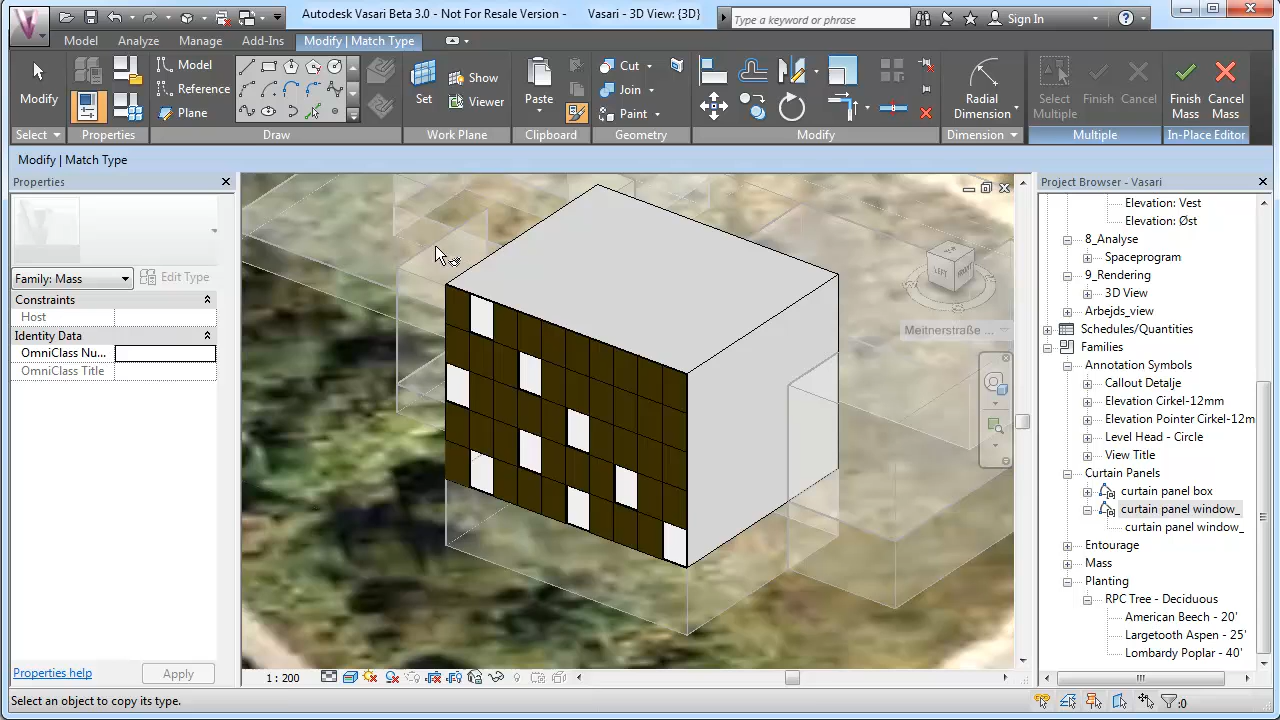 Autodesk Vasari Beta 3.0 - Not For Resale Version - Vasari - 3D View: {3D}
Type a keyword or phrase
Sign In
Model
Analyze
Manage
Add-Ins
Modify | Match Type
Modify
Model
Reference
Plane
Set
Show
Viewer
Paste
Cut
Join
Paint
Radial
Dimension
Select
Multiple
Finish
Cancel
Finish
Mass
Cancel
Mass
Select
Properties
Draw
Work Plane
Clipboard
Geometry
Modify
Dimension
Multiple
In-Place Editor
Modify | Match Type
Properties
Family: Mass
Edit Type
Constraints
Host
Identity Data
OmniClass Nu...
OmniClass Title
Properties help
Apply
LEFT
FRONT
Meitnerstraße ...
1 : 200
Project Browser - Vasari
Elevation: Vest
Elevation: Øst
8_Analyse
Spaceprogram
9_Rendering
3D View
Arbejds_view
Schedules/Quantities
Families
Annotation Symbols
Callout Detalje
Elevation Cirkel-12mm
Elevation Pointer Cirkel-12m
Level Head - Circle
View Title
Curtain Panels
curtain panel box
curtain panel window_
curtain panel window_
Entourage
Mass
Planting
RPC Tree - Deciduous
American Beech - 20'
Largetooth Aspen - 25'
Lombardy Poplar - 40'
Select an object to copy its type.
:0